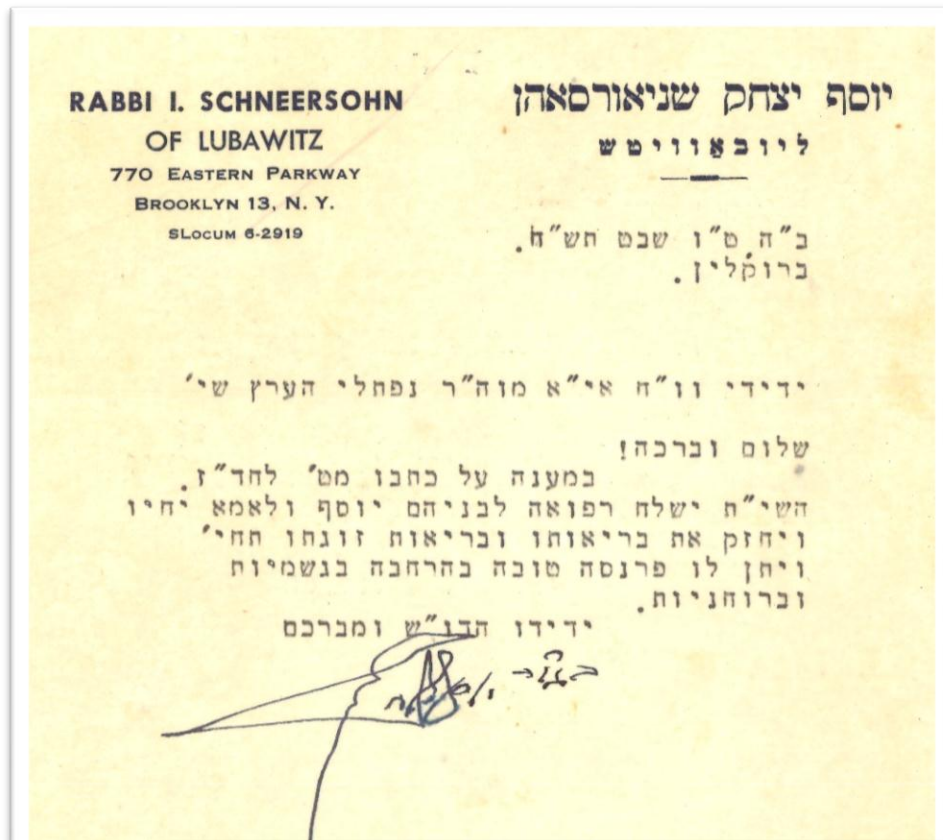 RABBI I. SCHNEERSOHN
OF LUBAWITZ
770 EASTERN PARKWAY
BROOKLYN 13, N. Y.
SLOCUM 6-2919
יוסף יצחק שניאורסאהן
ליובאוויטש
ב"ה ט"ו שבט תש"ח.
ברוקלין.
ידידי וו"ח אי"א מוה"ר נפתלי הערץ שי'
שלום וברכה!
במענה על כתבו מט' לחד"ז.
השי"ת ישלח רפואה לבניהם יוסף ולאמא יחיו
ויחזק את בריאותו ובריאות זוגתו תחי'
ויתן לו פרנסה טובה בהרחבה בגשמיות
וברוחניות.
ידידו הדו"ש ומברכם